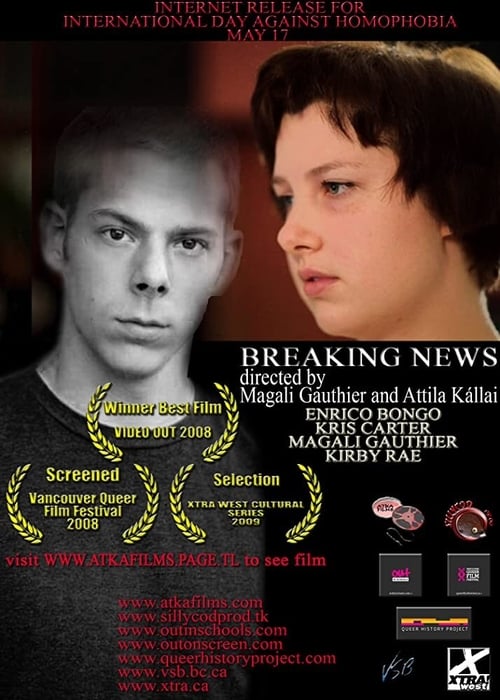 INTERNET RELEASE FOR
INTERNATIONAL DAY AGAINST HOMOPHOBIA
MAY 17
BREAKING NEWS
directed by
Magali Gauthier and Attila Kállai
ENRICO BONGO
KRIS CARTER
MAGALI GAUTHIER
KIRBY RAE
Winner Best Film
VIDEO OUT 2008
Screened
Vancouver Queer
Film Festival
2008
Selection
XTRA WEST CULTURAL
SERIES
2009
visit WWW.ATKAFILMS.PAGE.TL to see film
www.atkafilms.com
www.sillycodprod.tk
www.outinschools.com
www.outonscreen.com
www.queerhistoryproject.com
www.vsb.bc.ca
www.xtra.ca
out
QUEER HISTORY PROJECT
VSB
X
XTRA!
west